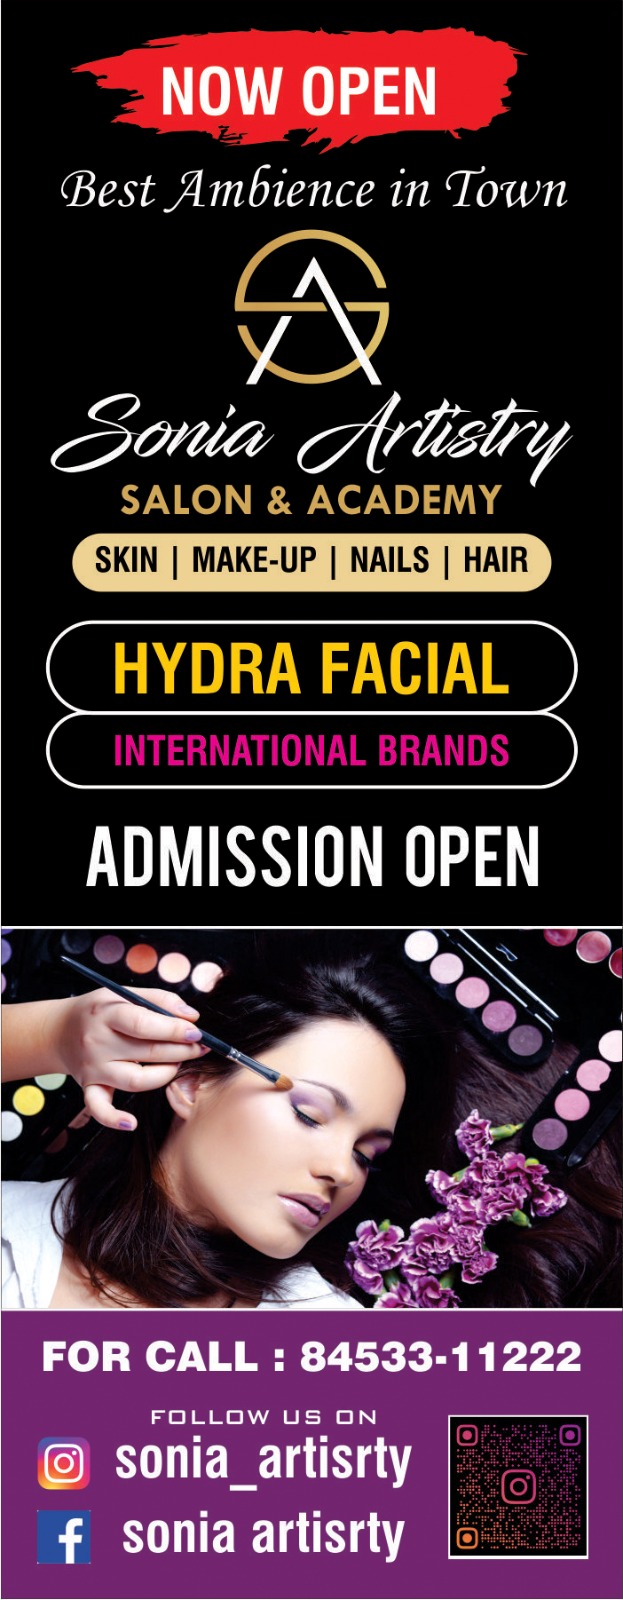 NOW OPEN
Best Ambience in Town
SA
Sonia Artistry
SALON & ACADEMY
SKIN | MAKE-UP | NAILS | HAIR
HYDRA FACIAL
INTERNATIONAL BRANDS
ADMISSION OPEN
FOR CALL : 84533-11222
FOLLOW US ON
sonia_artisrty
sonia artisrty